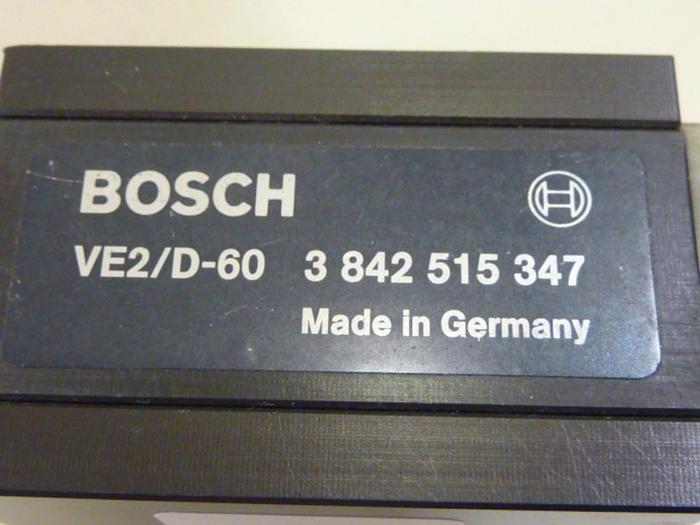 BOSCH
VE2/D-60 3 842 515 347
Made in Germany